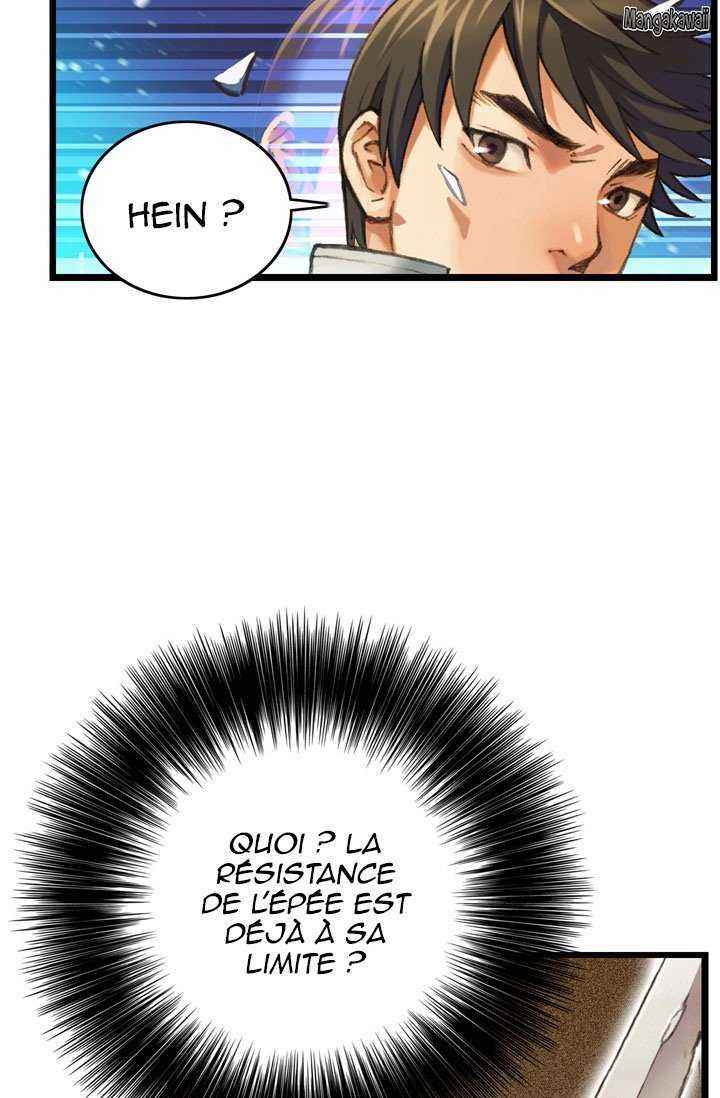 Mangakawaii
HEIN ?
QUOI ? LA
RÉSISTANCE
DE L'ÉPÉE EST
DÉJÀ À SA
LIMITE ?